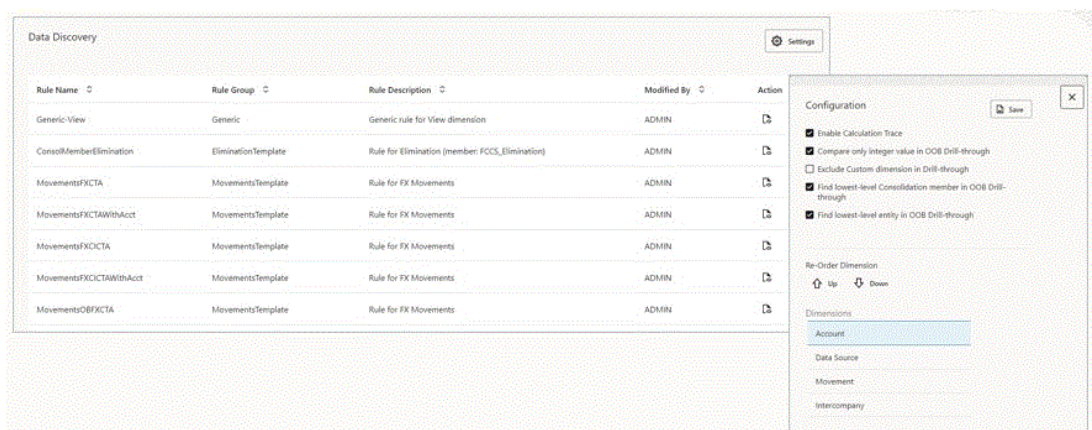 Data Discovery
Settings
Rule Name Rule Group Rule Description Modified By Action
Generic-View Generic Generic rule for View dimension ADMIN
ConsolMemberElimination EliminationTemplate Rule for Elimination (member: FCCS_Elimination) ADMIN
MovementsFXCTA MovementsTemplate Rule for FX Movements ADMIN
MovementsFXCTAWithAcct MovementsTemplate Rule for FX Movements ADMIN
MovementsFXCICTA MovementsTemplate Rule for FX Movements ADMIN
MovementsFXCICTAWithAcct MovementsTemplate Rule for FX Movements ADMIN
MovementsOBFXCTA MovementsTemplate Rule for FX Movements ADMIN
Configuration
Save
Enable Calculation Trace
Compare only integer value in OOB Drill-through
Exclude Custom dimension in Drill-through
Find lowest-level Consolidation member in OOB Drill-
through
Find lowest-level entity in OOB Drill-through
Re-Order Dimension
Up Down
Dimensions
Account
Data Source
Movement
Intercompany